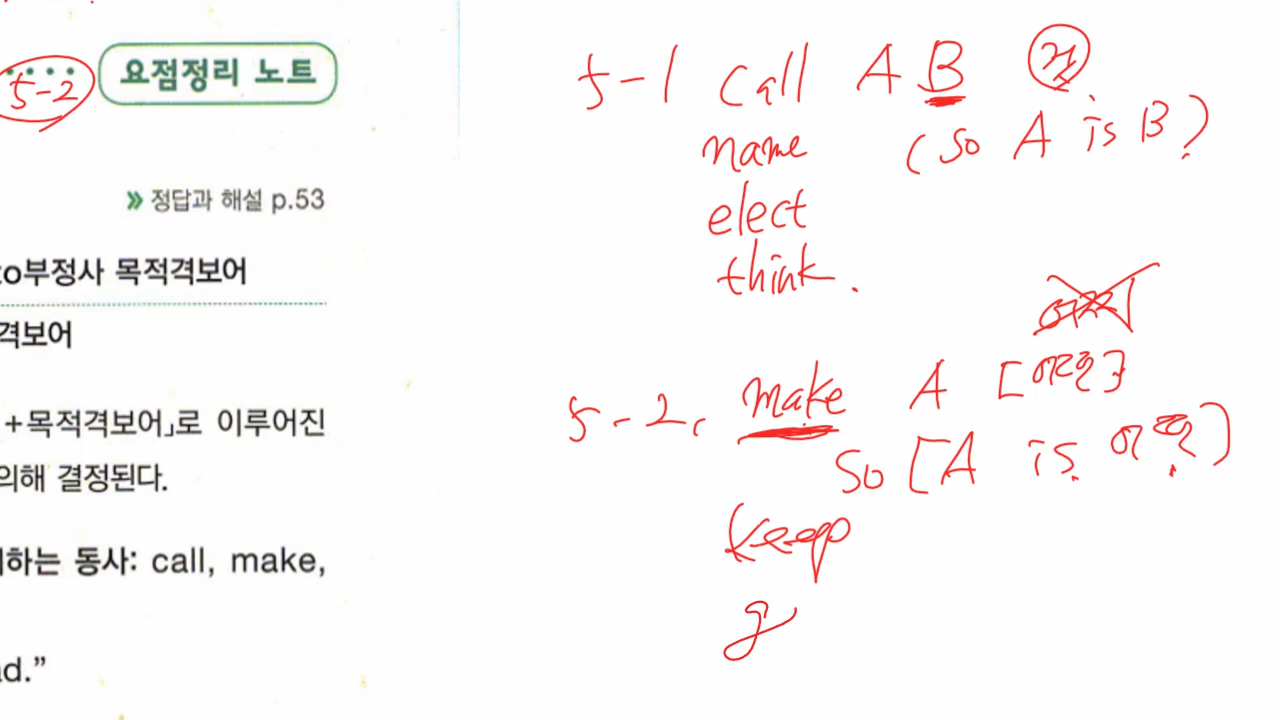 5-2
요점정리 노트
정답과 해설 p.53
to부정사 목적격보어
격보어
+목적격보어」로 이루어진
의해 결정된다.
하는 동사: call, make,
ad."
5-1 call A B
name (so A is B)
elect
think.
5-2. make A [ ]
so [A is ]
keep
g